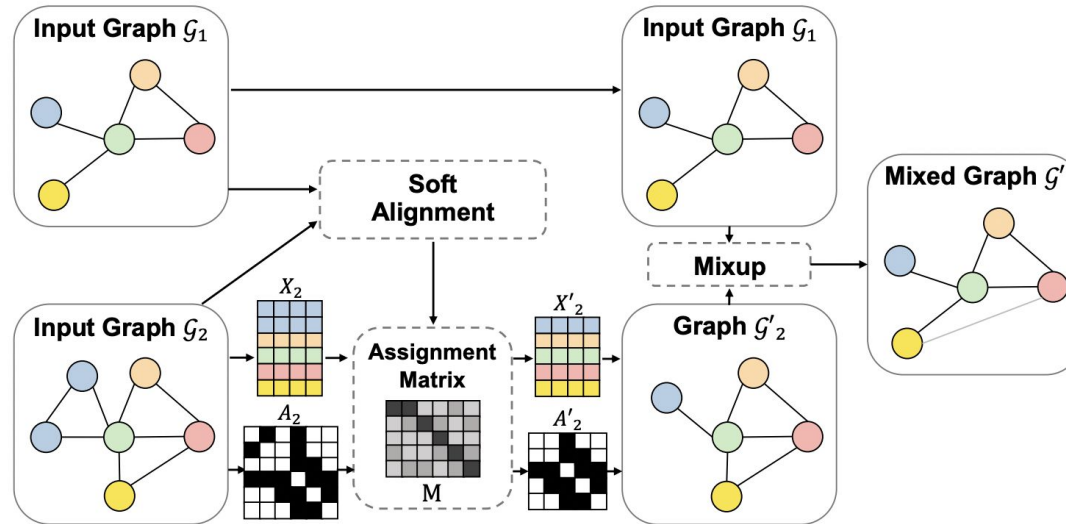 Input Graph 𝒢₁
Input Graph 𝒢₁
Soft
Alignment
Mixed Graph 𝒢'
Mixup
Input Graph 𝒢₂
X₂
X'₂
Graph 𝒢'₂
Assignment
Matrix
A₂
A'₂
M